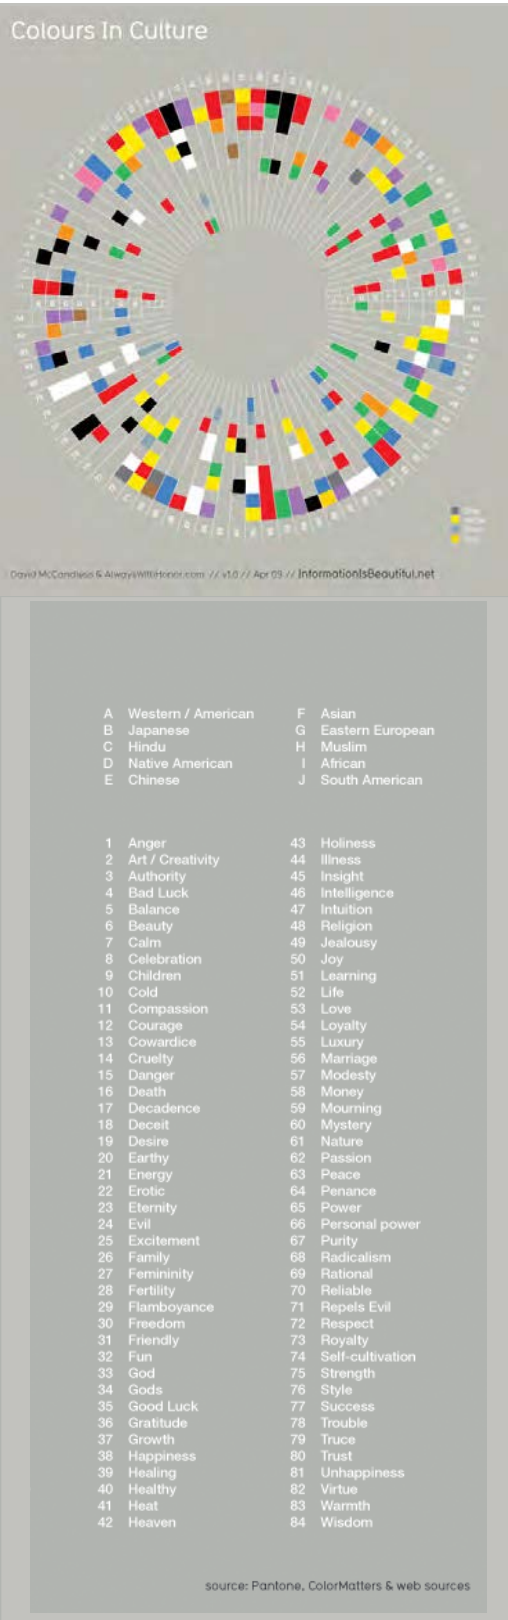 Colours In Culture
David McCandless & AlwaysWithHonor.com // v1.0 // Apr 09 // InformationIsBeautiful.net
A Western / American
B Japanese
C Hindu
D Native American
E Chinese
F Asian
G Eastern European
H Muslim
I African
J South American
1 Anger
2 Art / Creativity
3 Authority
4 Bad Luck
5 Balance
6 Beauty
7 Calm
8 Celebration
9 Children
10 Cold
11 Compassion
12 Courage
13 Cowardice
14 Cruelty
15 Danger
16 Death
17 Decadence
18 Deceit
19 Desire
20 Earthy
21 Energy
22 Erotic
23 Eternity
24 Evil
25 Excitement
26 Family
27 Femininity
28 Fertility
29 Flamboyance
30 Freedom
31 Friendly
32 Fun
33 God
34 Gods
35 Good Luck
36 Gratitude
37 Growth
38 Happiness
39 Healing
40 Healthy
41 Heat
42 Heaven
43 Holiness
44 Illness
45 Insight
46 Intelligence
47 Intuition
48 Religion
49 Jealousy
50 Joy
51 Learning
52 Life
53 Love
54 Loyalty
55 Luxury
56 Marriage
57 Modesty
58 Money
59 Mourning
60 Mystery
61 Nature
62 Passion
63 Peace
64 Penance
65 Power
66 Personal power
67 Purity
68 Radicalism
69 Rational
70 Reliable
71 Repels Evil
72 Respect
73 Royalty
74 Self-cultivation
75 Strength
76 Style
77 Success
78 Trouble
79 Truce
80 Trust
81 Unhappiness
82 Virtue
83 Warmth
84 Wisdom
source: Pantone, ColorMatters & web sources